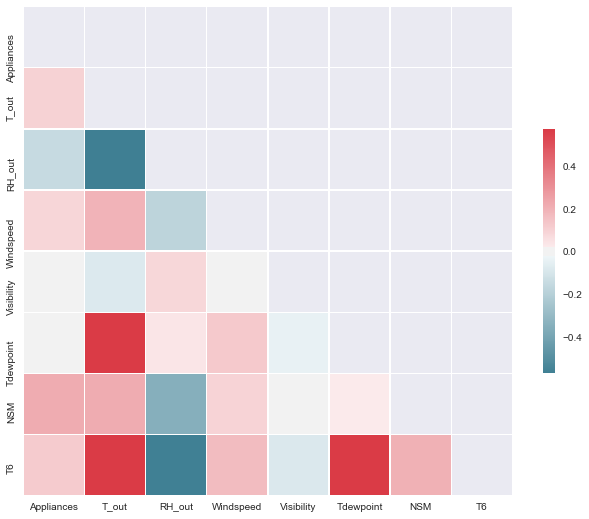 Appliances
T_out
RH_out
Windspeed
Visibility
Tdewpoint
NSM
T6
Appliances T_out RH_out Windspeed Visibility Tdewpoint NSM T6
0.4
0.2
0.0
−0.2
−0.4